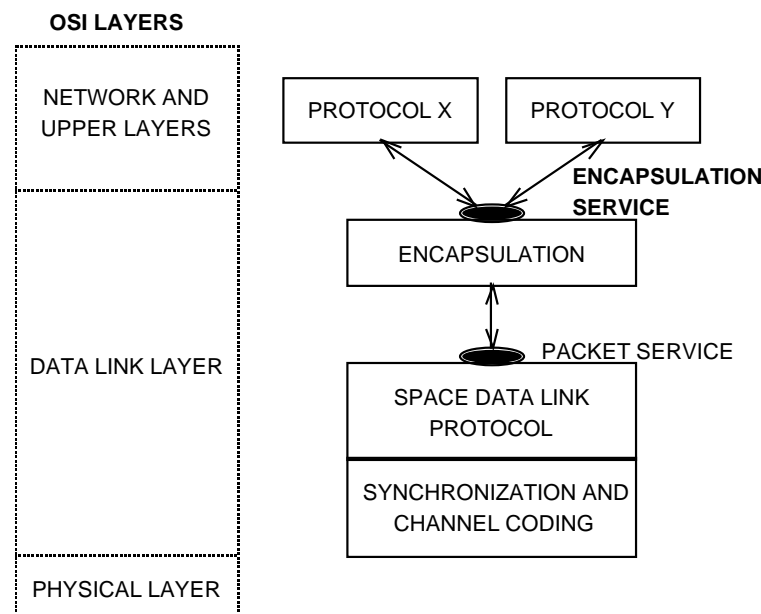 OSI LAYERS
NETWORK AND
UPPER LAYERS
DATA LINK LAYER
PHYSICAL LAYER
PROTOCOL X
PROTOCOL Y
ENCAPSULATION
SERVICE
ENCAPSULATION
PACKET SERVICE
SPACE DATA LINK
PROTOCOL
SYNCHRONIZATION AND
CHANNEL CODING